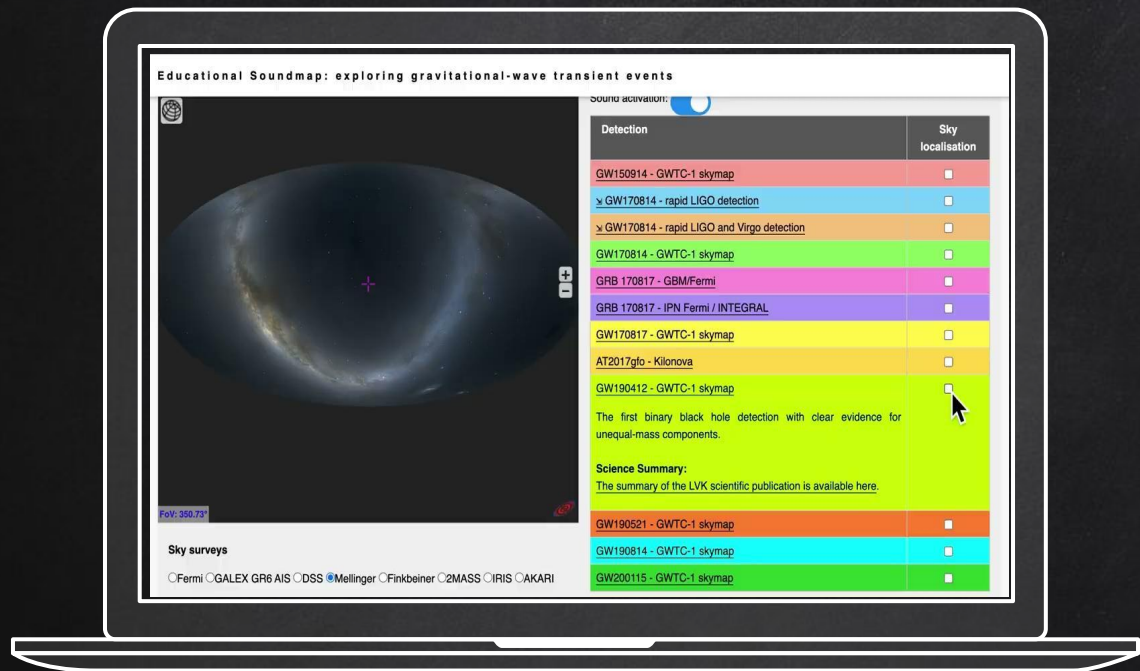 Educational Soundmap: exploring gravitational-wave transient events
Sound activation:
Detection
Sky
localisation
GW150914 - GWTC-1 skymap
⇲ GW170814 - rapid LIGO detection
⇲ GW170814 - rapid LIGO and Virgo detection
GW170814 - GWTC-1 skymap
GRB 170817 - GBM/Fermi
GRB 170817 - IPN Fermi / INTEGRAL
GW170817 - GWTC-1 skymap
AT2017gfo - Kilonova
GW190412 - GWTC-1 skymap
The first binary black hole detection with clear evidence for
unequal-mass components.
Science Summary:
The summary of the LVK scientific publication is available here.
GW190521 - GWTC-1 skymap
GW190814 - GWTC-1 skymap
GW200115 - GWTC-1 skymap
+
−
FoV: 350.73°
Sky surveys
Fermi GALEX GR6 AIS DSS Mellinger Finkbeiner 2MASS IRIS AKARI